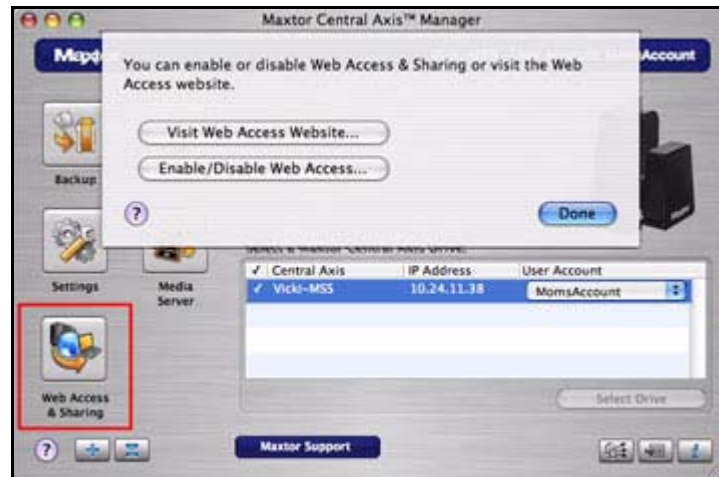 Maxtor Central Axis™ Manager
You can enable or disable Web Access & Sharing or visit the Web
Access website.
Visit Web Access Website...
Enable/Disable Web Access...
?
Done
Account
Backup
Settings
Media
Server
Web Access
& Sharing
✓ Central Axis IP Address User Account
✓ Vicki-MSS 10.24.11.38 MomsAccount
Select Drive
?
Maxtor Support